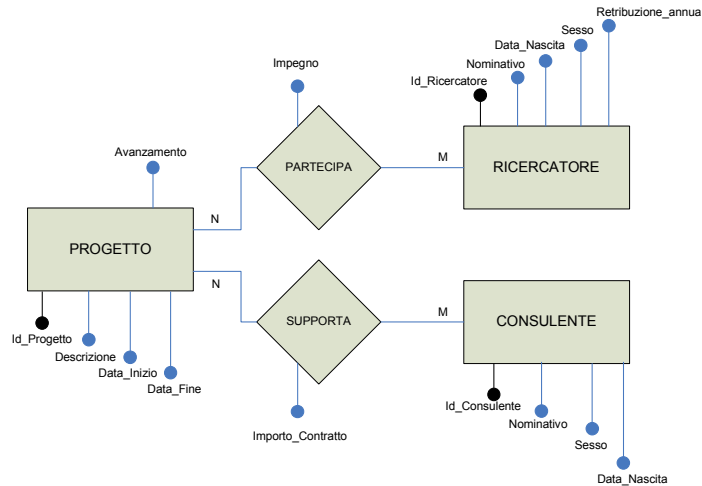 Retribuzione_annua
Sesso
Data_Nascita
Impegno
Id_Ricercatore
Nominativo
Avanzamento
PARTECIPA
M
RICERCATORE
N
PROGETTO
N
SUPPORTA
M
CONSULENTE
Id_Progetto
Descrizione
Data_Inizio
Data_Fine
Id_Consulente
Nominativo
Importo_Contratto
Sesso
Data_Nascita